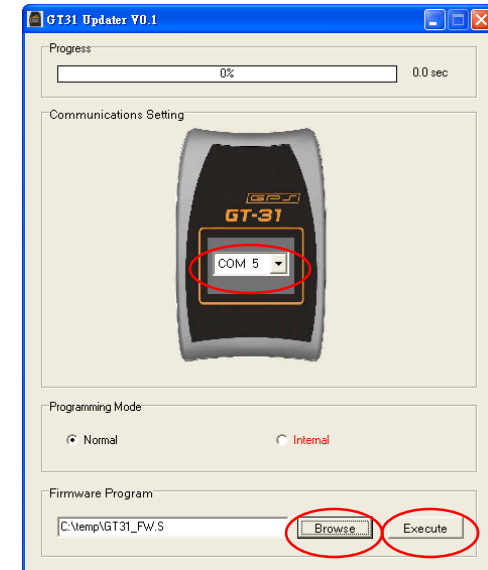 GT31 Updater V0.1
Progress
0%
0.0 sec
Communications Setting
GPS
GT-31
COM 5
Programming Mode
Normal
Internal
Firmware Program
C:\temp\GT31_FW.S
Browse
Execute